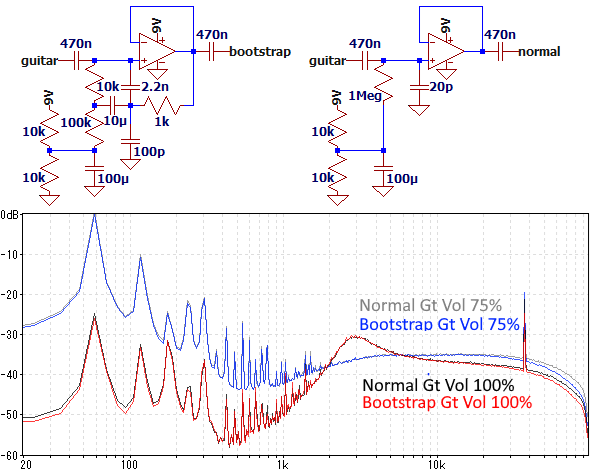 470n
9V
470n
guitar
bootstrap
10k
2.2n
9V
10µ
1k
10k
100k
100p
10k
100µ
470n
9V
470n
guitar
normal
1Meg
20p
9V
10k
10k
100µ
0dB
-10
-20
-30
-40
-50
-60
Normal Gt Vol 75%
Bootstrap Gt Vol 75%
Normal Gt Vol 100%
Bootstrap Gt Vol 100%
20
100
1k
10k